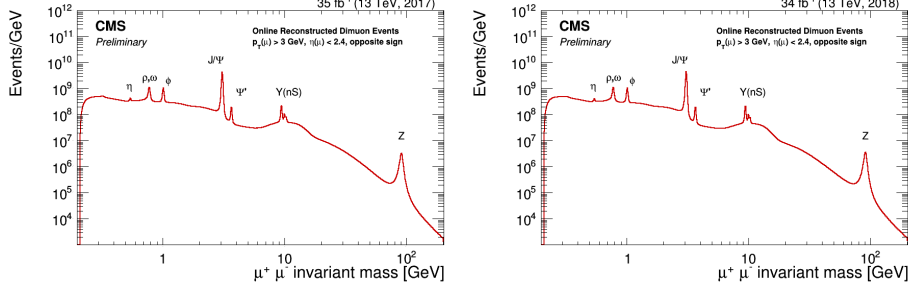 35 fb⁻¹ (13 TeV, 2017)
Events/GeV
10¹²
10¹¹
10¹⁰
10⁹
10⁸
10⁷
10⁶
10⁵
10⁴
CMS
Preliminary
Online Reconstructed Dimuon Events
p_T(μ) > 3 GeV, η(μ) < 2.4, opposite sign
η
ρ,ω
ϕ
J/Ψ
Ψ'
Υ(nS)
Z
1
10
10²
μ⁺ μ⁻ invariant mass [GeV]
34 fb⁻¹ (13 TeV, 2018)
Events/GeV
10¹²
10¹¹
10¹⁰
10⁹
10⁸
10⁷
10⁶
10⁵
10⁴
CMS
Preliminary
Online Reconstructed Dimuon Events
p_T(μ) > 3 GeV, η(μ) < 2.4, opposite sign
η
ρ,ω
ϕ
J/Ψ
Ψ'
Υ(nS)
Z
1
10
10²
μ⁺ μ⁻ invariant mass [GeV]